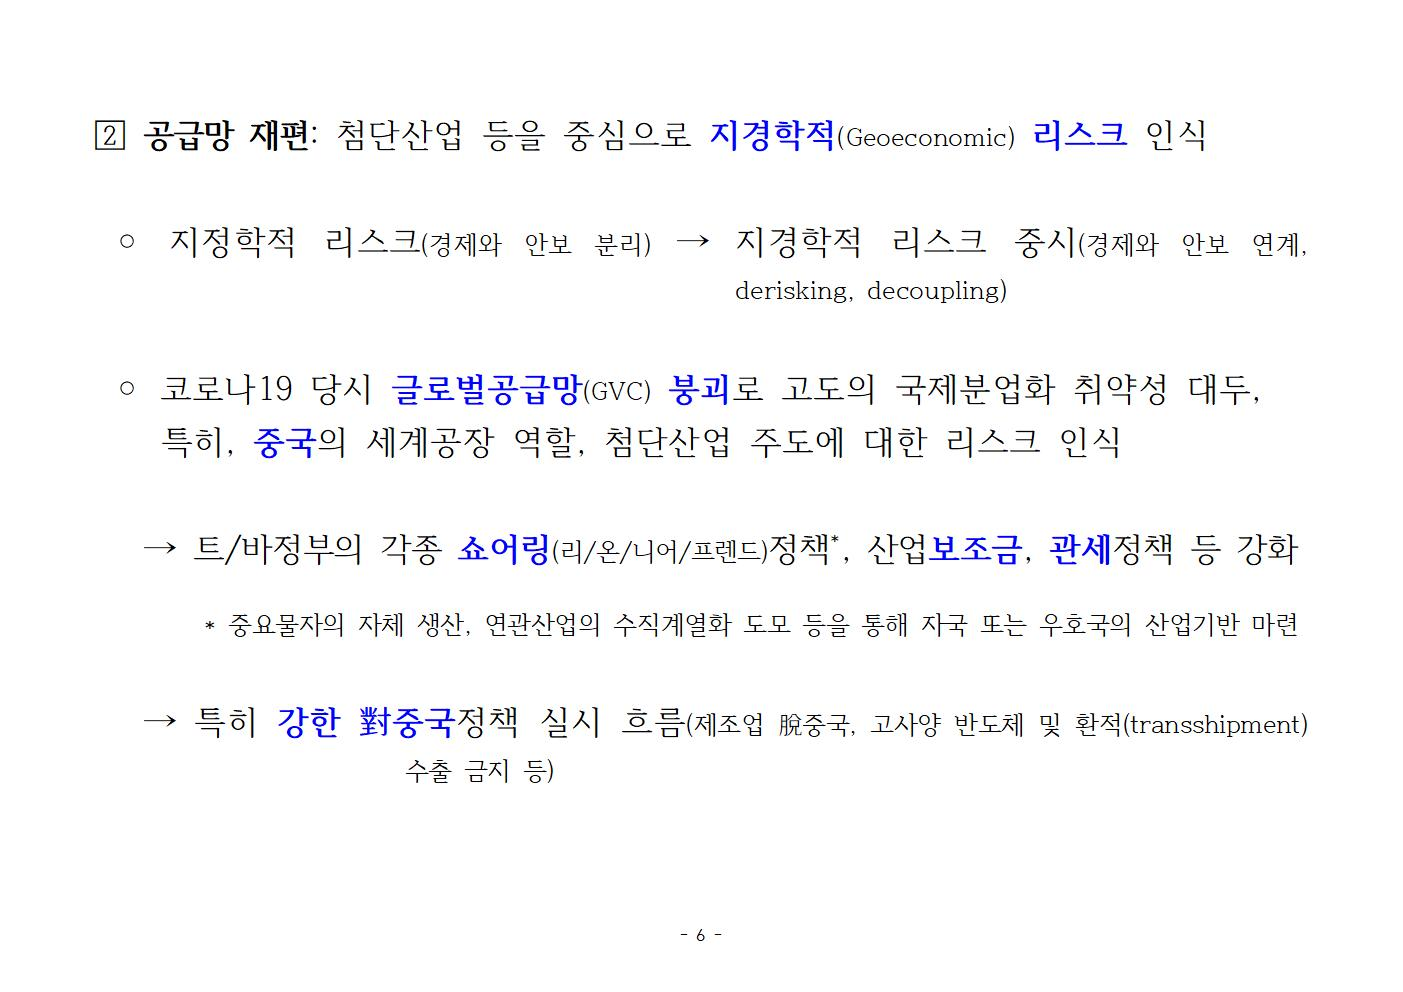 2 공급망 재편: 첨단산업 등을 중심으로 지경학적(Geoeconomic) 리스크 인식
○ 지정학적 리스크(경제와 안보 분리) → 지경학적 리스크 중시(경제와 안보 연계,
derisking, decoupling)
○ 코로나19 당시 글로벌공급망(GVC) 붕괴로 고도의 국제분업화 취약성 대두,
특히, 중국의 세계공장 역할, 첨단산업 주도에 대한 리스크 인식
→ 트/바정부의 각종 쇼어링(리/온/니어/프렌드)정책*, 산업보조금, 관세정책 등 강화
* 중요물자의 자체 생산, 연관산업의 수직계열화 도모 등을 통해 자국 또는 우호국의 산업기반 마련
→ 특히 강한 對중국정책 실시 흐름(제조업 脫중국, 고사양 반도체 및 환적(transshipment)
수출 금지 등)
- 6 -